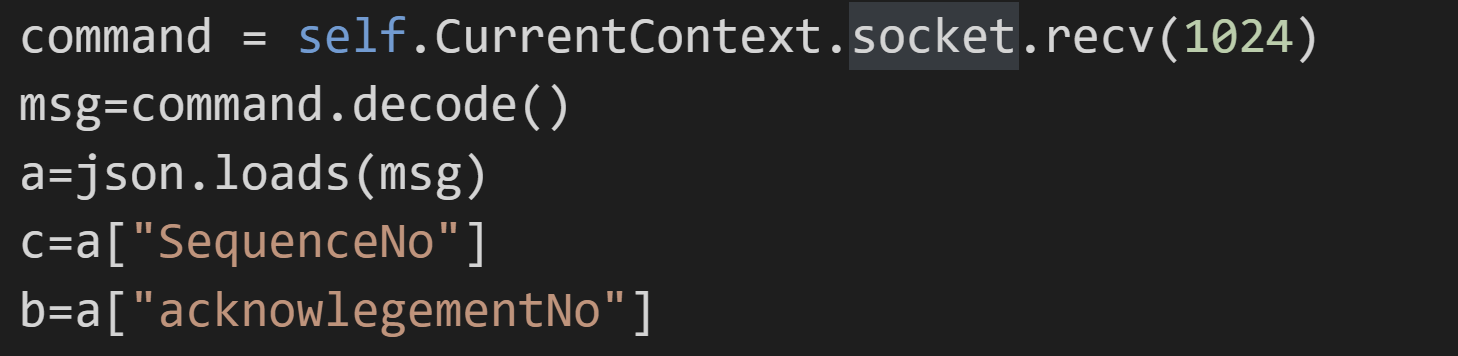 command = self.CurrentContext.socket.recv(1024)
msg=command.decode()
a=json.loads(msg)
c=a["SequenceNo"]
b=a["acknowlegementNo"]